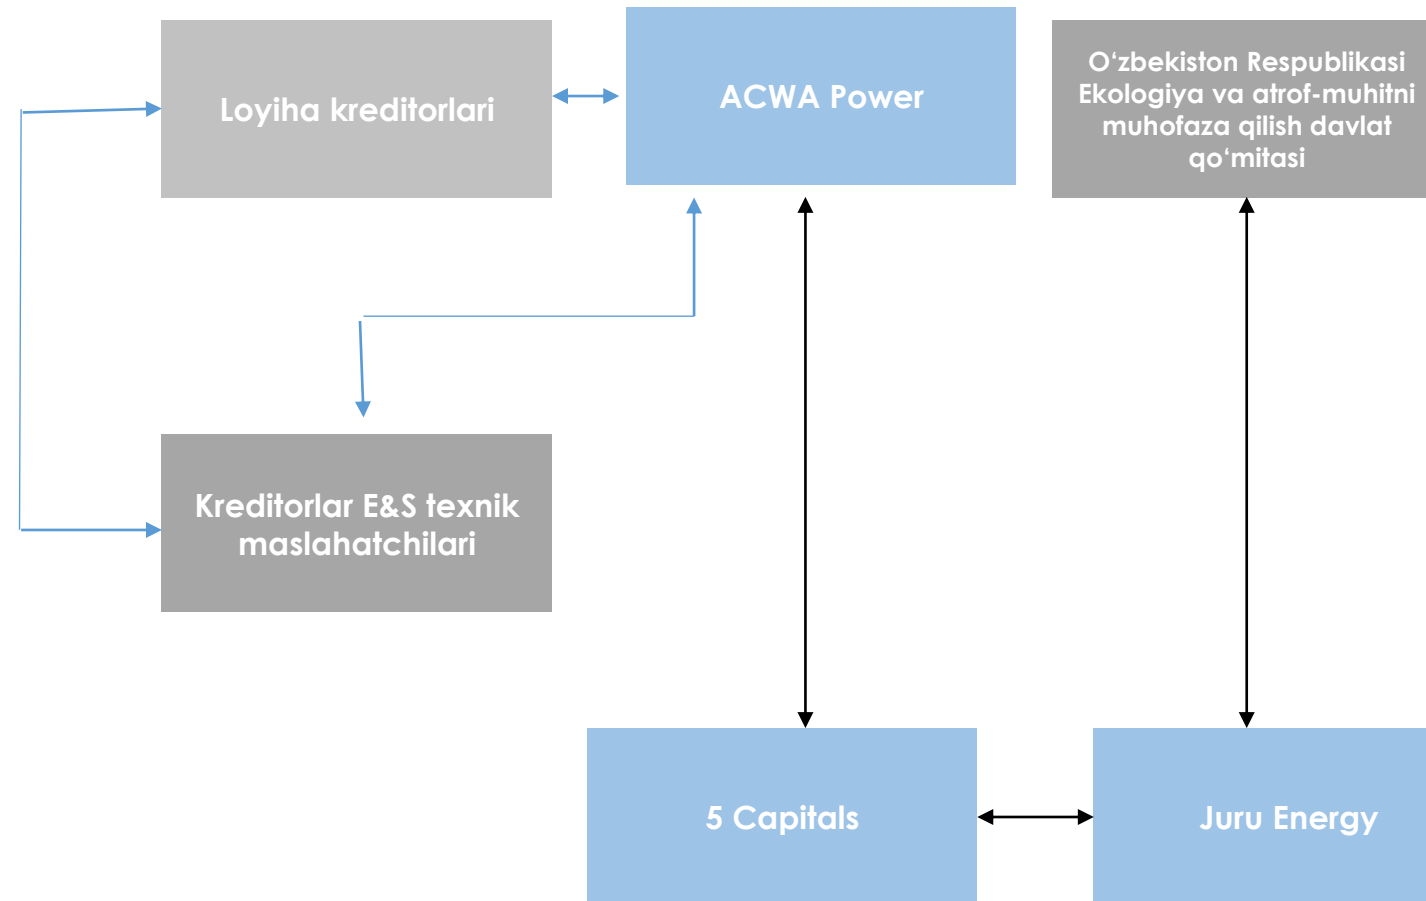 Loyiha kreditorlari
ACWA Power
O‘zbekiston Respublikasi
Ekologiya va atrof-muhitni
muhofaza qilish davlat
qo‘mitasi
Kreditorlar E&S texnik
maslahatchilari
5 Capitals
Juru Energy